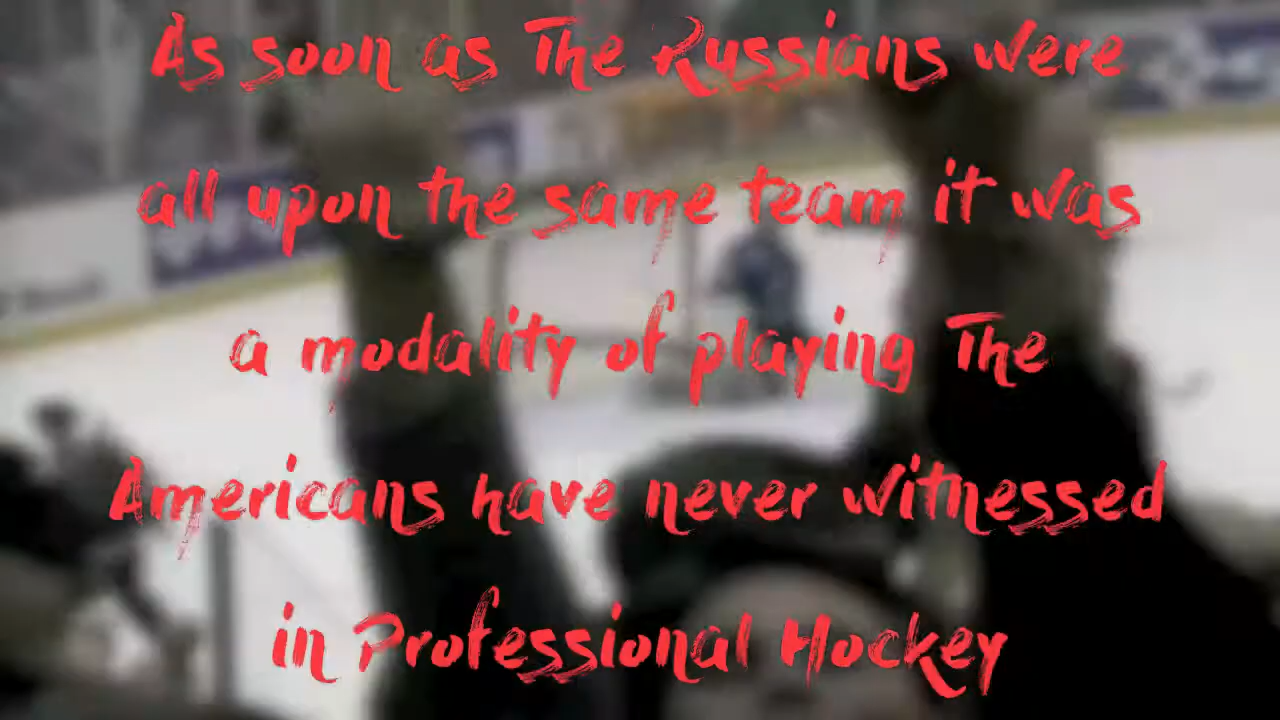 As soon as The Russians were
all upon the same team it was
a modality of playing The
Americans have never witnessed
in Professional Hockey